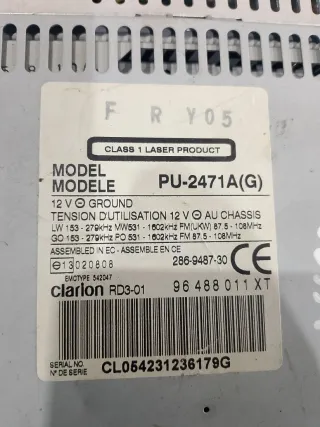 F R Y05
CLASS 1 LASER PRODUCT
MODEL
MODELE PU-2471A(G)
12 V ⊖ GROUND
TENSION D'UTILISATION 12 V ⊖ AU CHASSIS
LW 153 - 279kHz MW531 - 1602kHz FM(UKW) 87.5 - 108MHz
GO 153 - 279kHz PO 531 - 1602kHz FM 87.5 - 108MHz
ASSEMBLED IN EC - ASSEMBLE EN CE
e13 020808 286-9487-30 CE
EMC TYPE 542047
clarion RD3-01 96 488 011 XT
SERIAL NO.
N° DE SERIE CL054231236179G